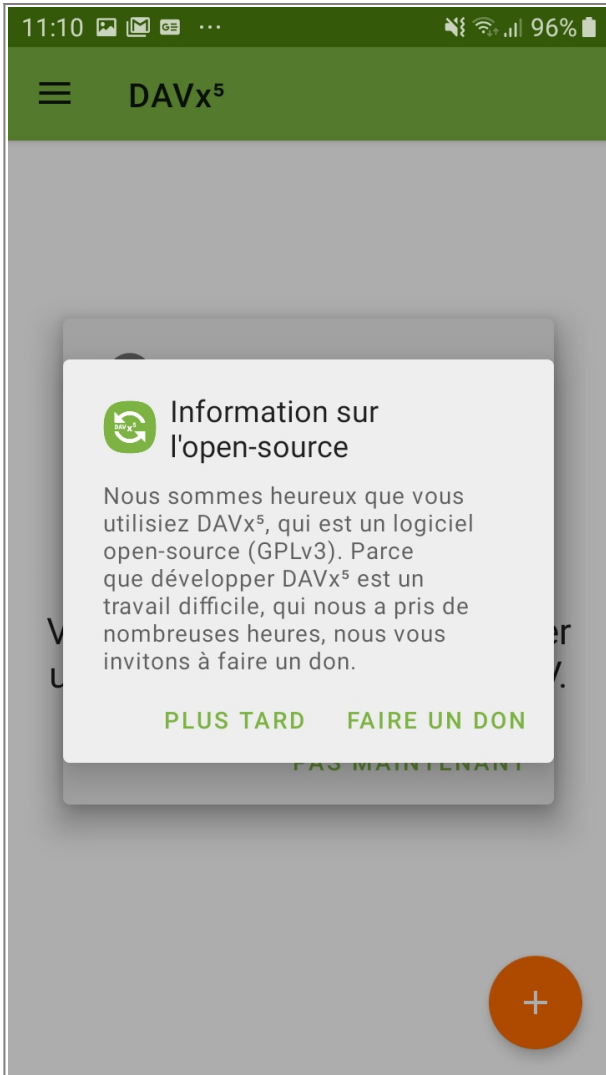 11:10 ... 96%
DAVx⁵
Information sur
l'open-source
Nous sommes heureux que vous
utilisiez DAVx⁵, qui est un logiciel
open-source (GPLv3). Parce
que développer DAVx⁵ est un
travail difficile, qui nous a pris de
nombreuses heures, nous vous
invitons à faire un don.
PLUS TARD FAIRE UN DON
PAS MAINTENANT